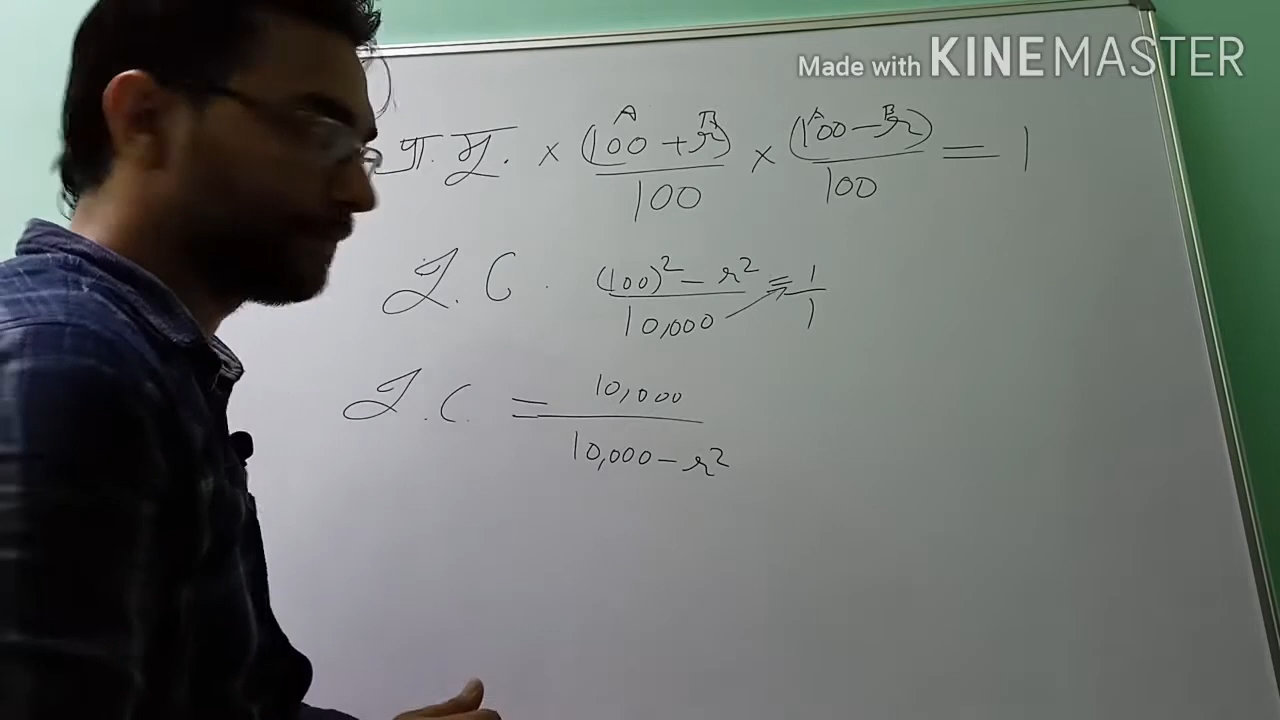 Made with KINEMASTER
प्रा. मू. × (100 + r)/100 × (100 − r)/100 = 1
A B A B
I. C. (100)² − r²/10,000 = 1/1
I. C. = 10,000/10,000 − r²